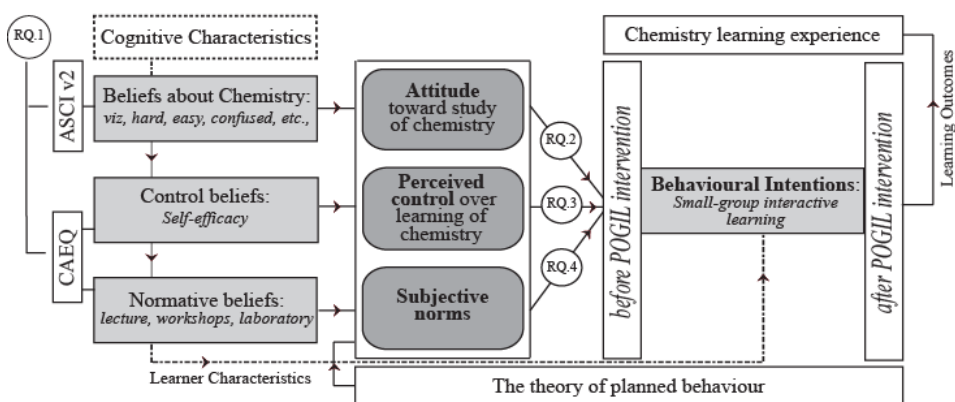 RQ.1
Cognitive Characteristics
ASCI v2
Beliefs about Chemistry:
viz, hard, easy, confused, etc.,
Control beliefs:
Self-efficacy
CAEQ
Normative beliefs:
lecture, workshops, laboratory
Learner Characteristics
Attitude
toward study
of chemistry
Perceived
control over
learning of
chemistry
Subjective
norms
RQ.2
RQ.3
RQ.4
Chemistry learning experience
before POGIL intervention
Behavioural Intentions:
Small-group interactive
learning
after POGIL intervention
Learning Outcomes
The theory of planned behaviour